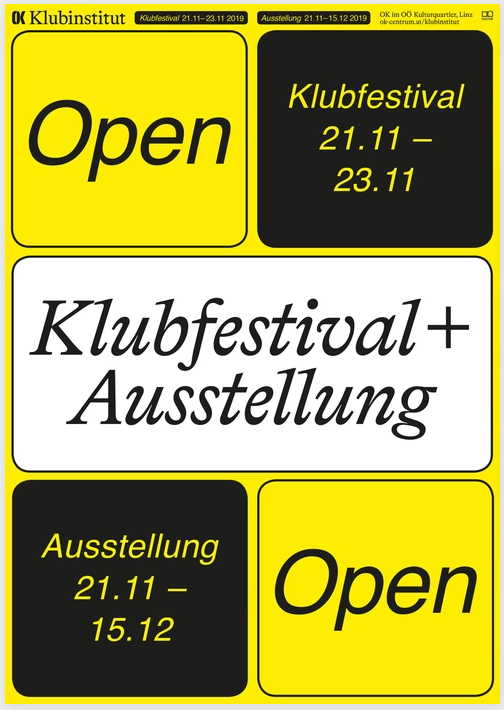 OK Klubinstitut
Klubfestival 21.11–23.11 2019
Ausstellung 21.11–15.12 2019
OK im OÖ Kulturquartier, Linz
ok-centrum.at/klubinstitut
Open
Klubfestival
21.11 –
23.11
Klubfestival+
Ausstellung
Ausstellung
21.11 –
15.12
Open